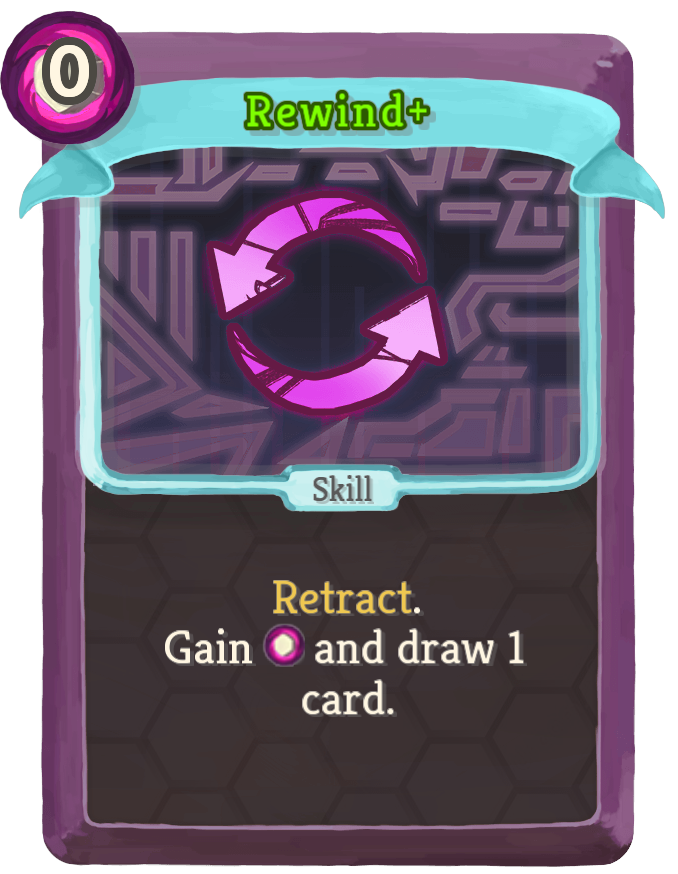 0
Rewind+
Skill
Retract.
Gain and draw 1
card.